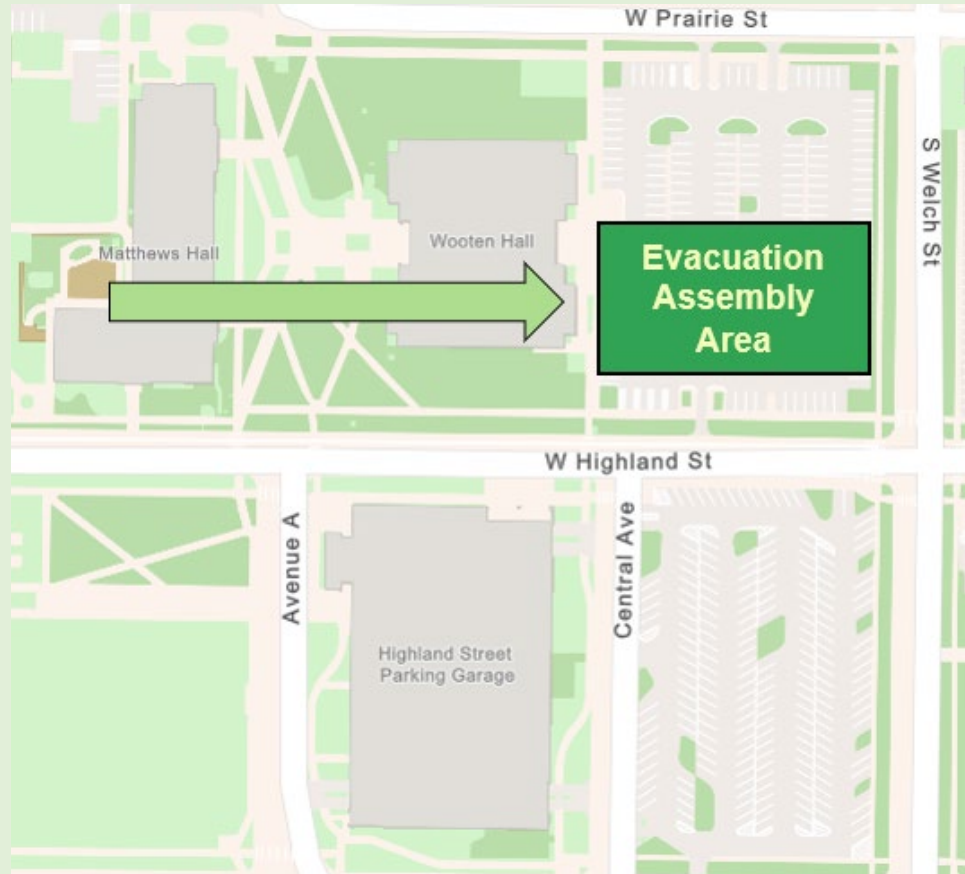 W Prairie St
S Welch St
Matthews Hall
Wooten Hall
Evacuation
Assembly
Area
W Highland St
Avenue A
Central Ave
Highland Street
Parking Garage